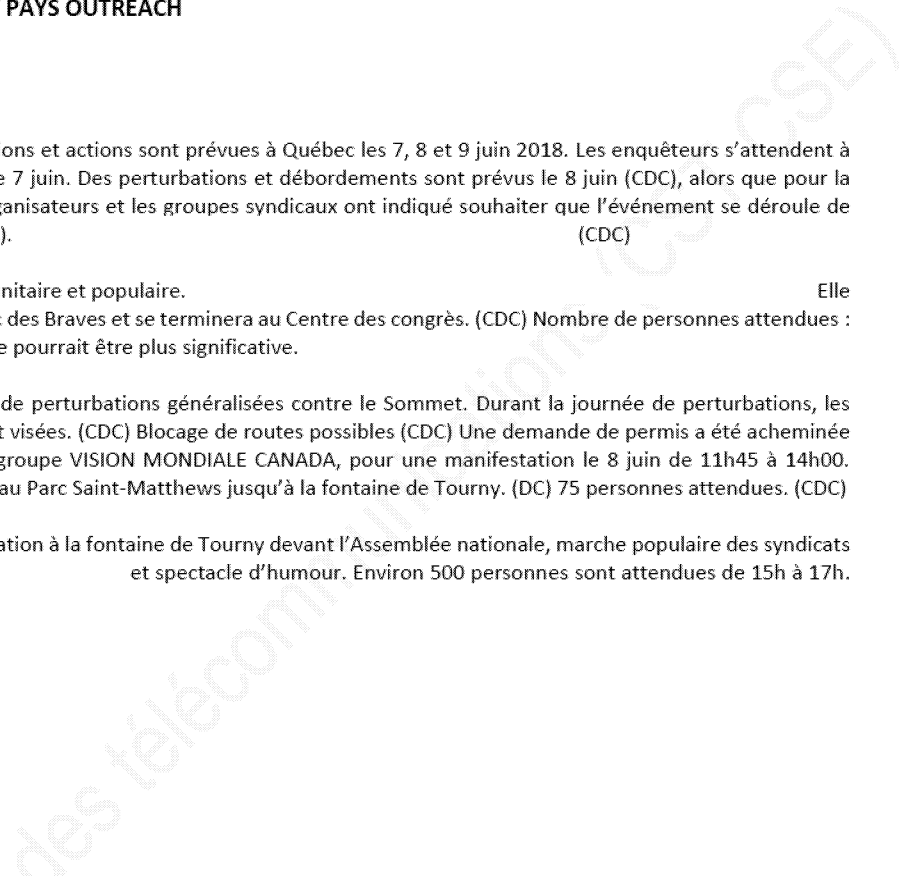 PAYS OUTREACH
ions et actions sont prévues à Québec les 7, 8 et 9 juin 2018. Les enquêteurs s'attendent à
e 7 juin. Des perturbations et débordements sont prévus le 8 juin (CDC), alors que pour la
ganisateurs et les groupes syndicaux ont indiqué souhaiter que l'événement se déroule de
). (CDC)
nitaire et populaire. Elle
c des Braves et se terminera au Centre des congrès. (CDC) Nombre de personnes attendues :
e pourrait être plus significative.
de perturbations généralisées contre le Sommet. Durant la journée de perturbations, les
t visées. (CDC) Blocage de routes possibles (CDC) Une demande de permis a été acheminée
groupe VISION MONDIALE CANADA, pour une manifestation le 8 juin de 11h45 à 14h00.
au Parc Saint-Matthews jusqu'à la fontaine de Tourny. (DC) 75 personnes attendues. (CDC)
ation à la fontaine de Tourny devant l'Assemblée nationale, marche populaire des syndicats
et spectacle d'humour. Environ 500 personnes sont attendues de 15h à 17h.
des télécommunications (CST, CSE)